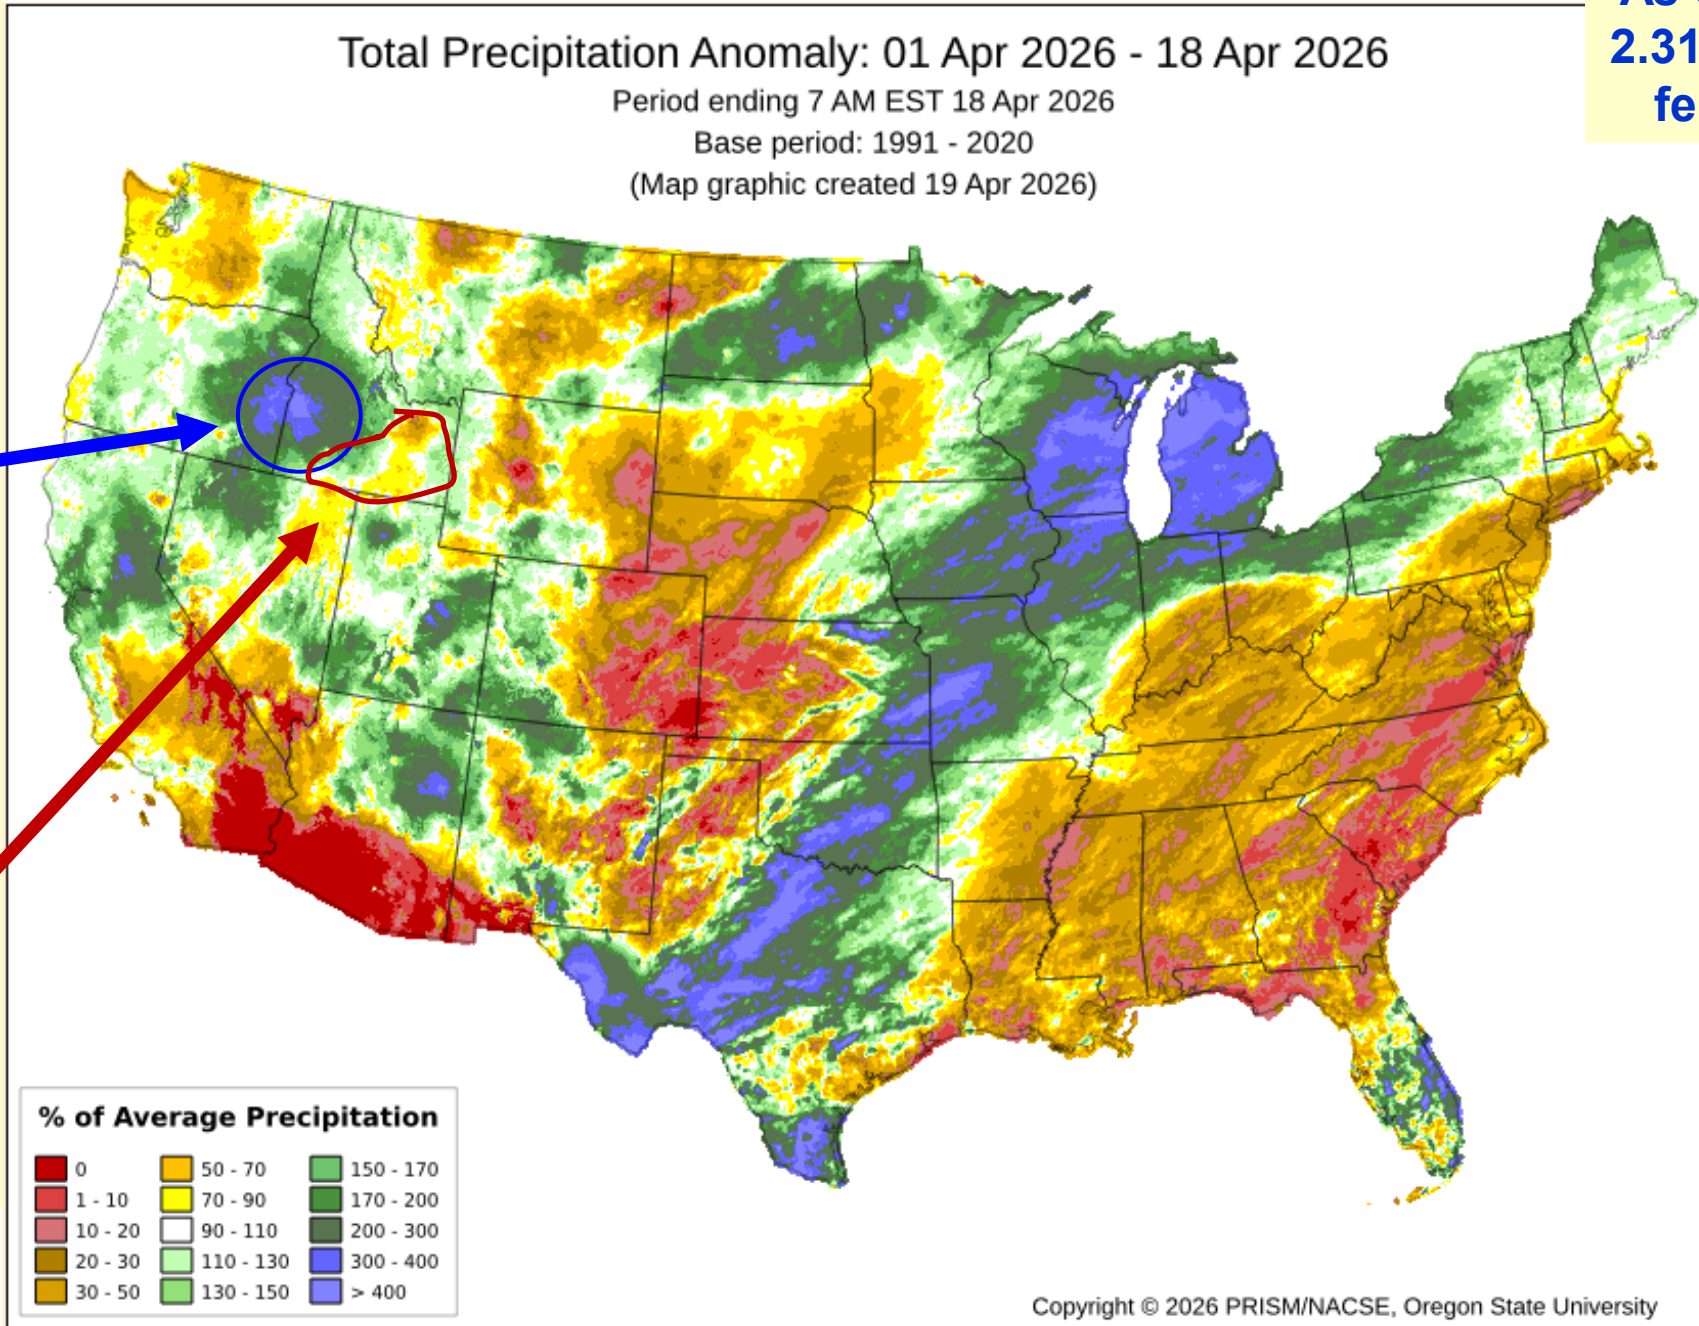 2.31
fe
Total Precipitation Anomaly: 01 Apr 2026 - 18 Apr 2026
Period ending 7 AM EST 18 Apr 2026
Base period: 1991 - 2020
(Map graphic created 19 Apr 2026)
% of Average Precipitation
0
1 - 10
10 - 20
20 - 30
30 - 50
50 - 70
70 - 90
90 - 110
110 - 130
130 - 150
150 - 170
170 - 200
200 - 300
300 - 400
> 400
Copyright © 2026 PRISM/NACSE, Oregon State University